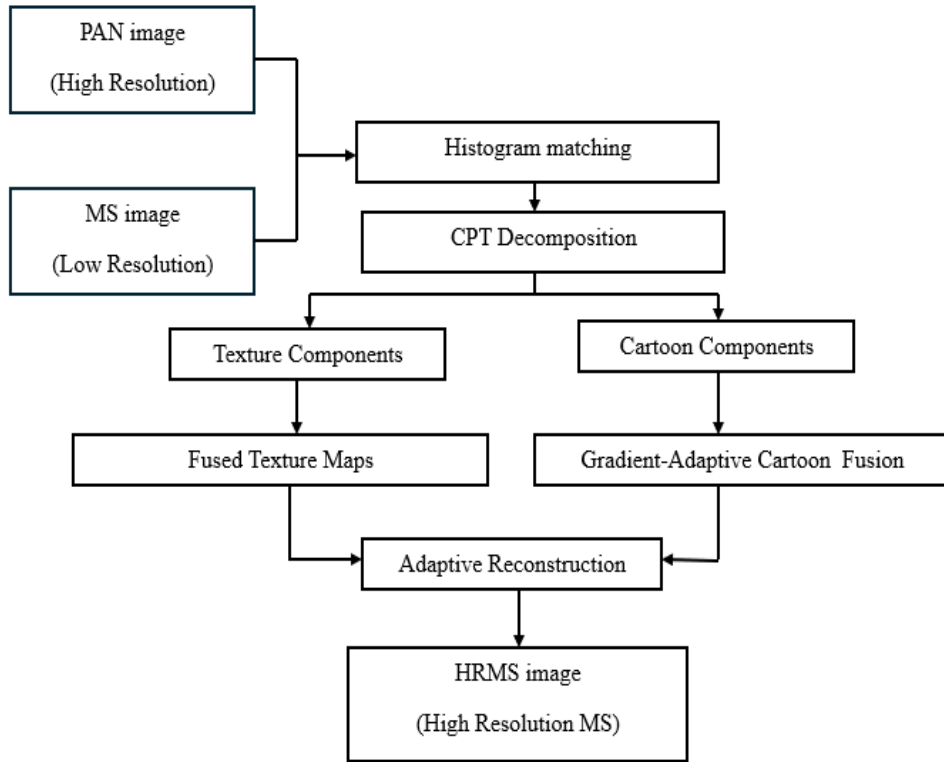 PAN image
(High Resolution)
Histogram matching
MS image
(Low Resolution)
CPT Decomposition
Texture Components
Cartoon Components
Fused Texture Maps
Gradient-Adaptive Cartoon Fusion
Adaptive Reconstruction
HRMS image
(High Resolution MS)